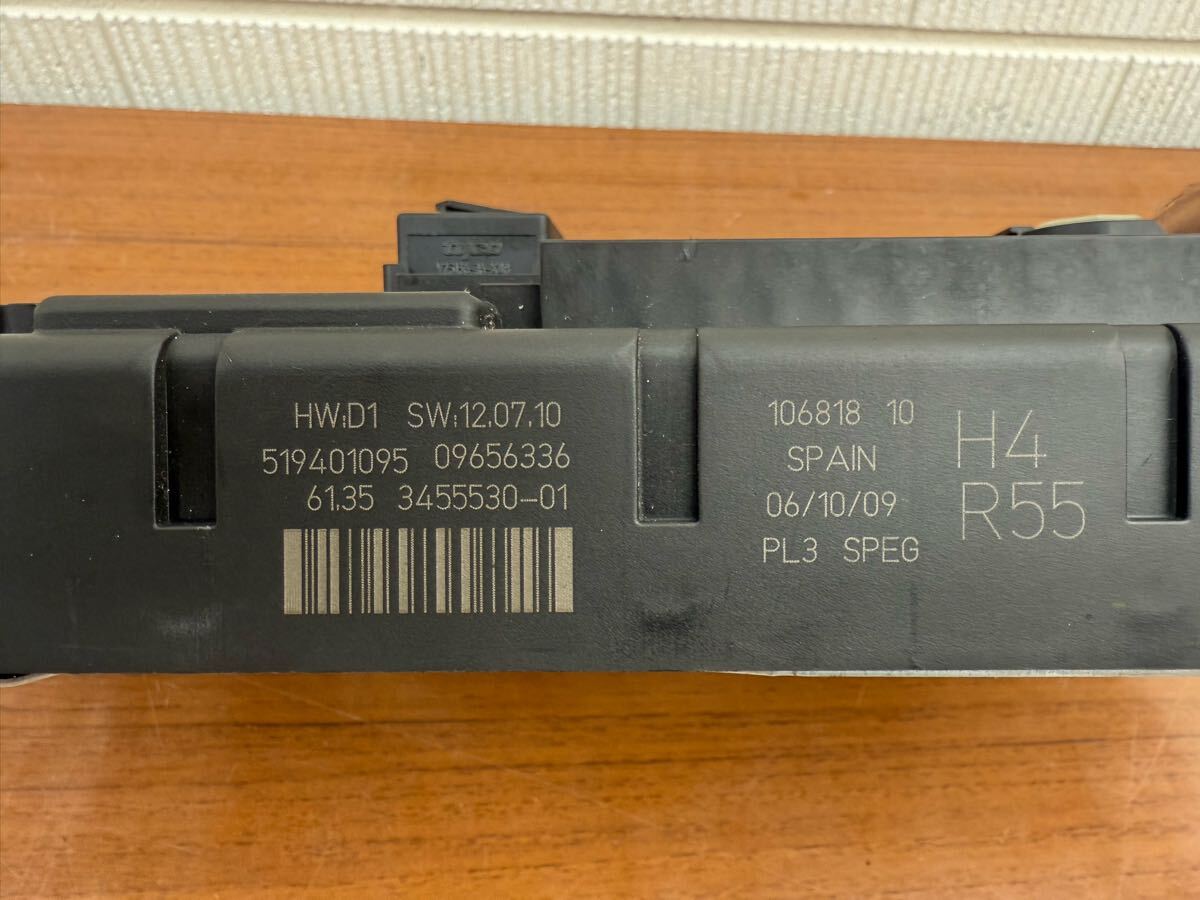 HW:D1 SW:12.07.10
519401095 09656336
61.35 3455530-01
106818 10
SPAIN
06/10/09
PL3 SPEG
H4
R55